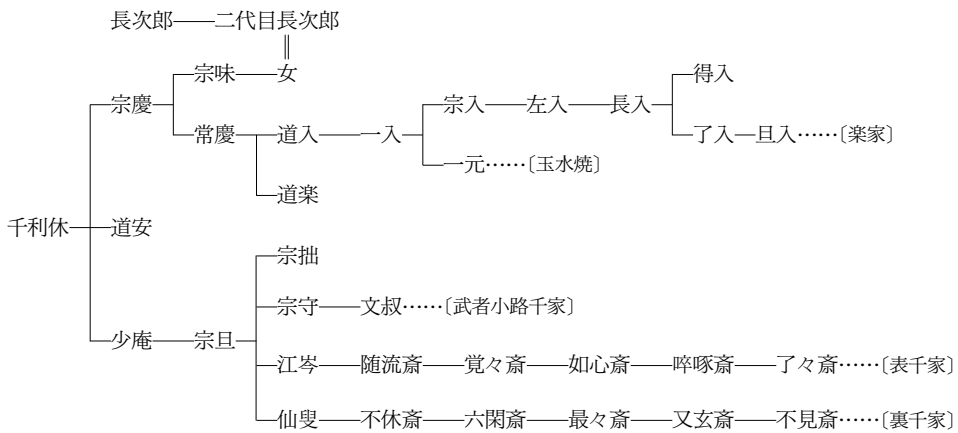 長次郎 二代目長次郎
宗味 女
得入
宗慶 宗入 左入 長入
常慶 道入 一入 了入 旦入……〔楽家〕
一元……〔玉水焼〕
道楽
千利休 道安
宗拙
宗守 文叔……〔武者小路千家〕
少庵 宗旦
江岑 随流斎 覚々斎 如心斎 啐啄斎 了々斎……〔表千家〕
仙叟 不休斎 六閑斎 最々斎 又玄斎 不見斎……〔裏千家〕